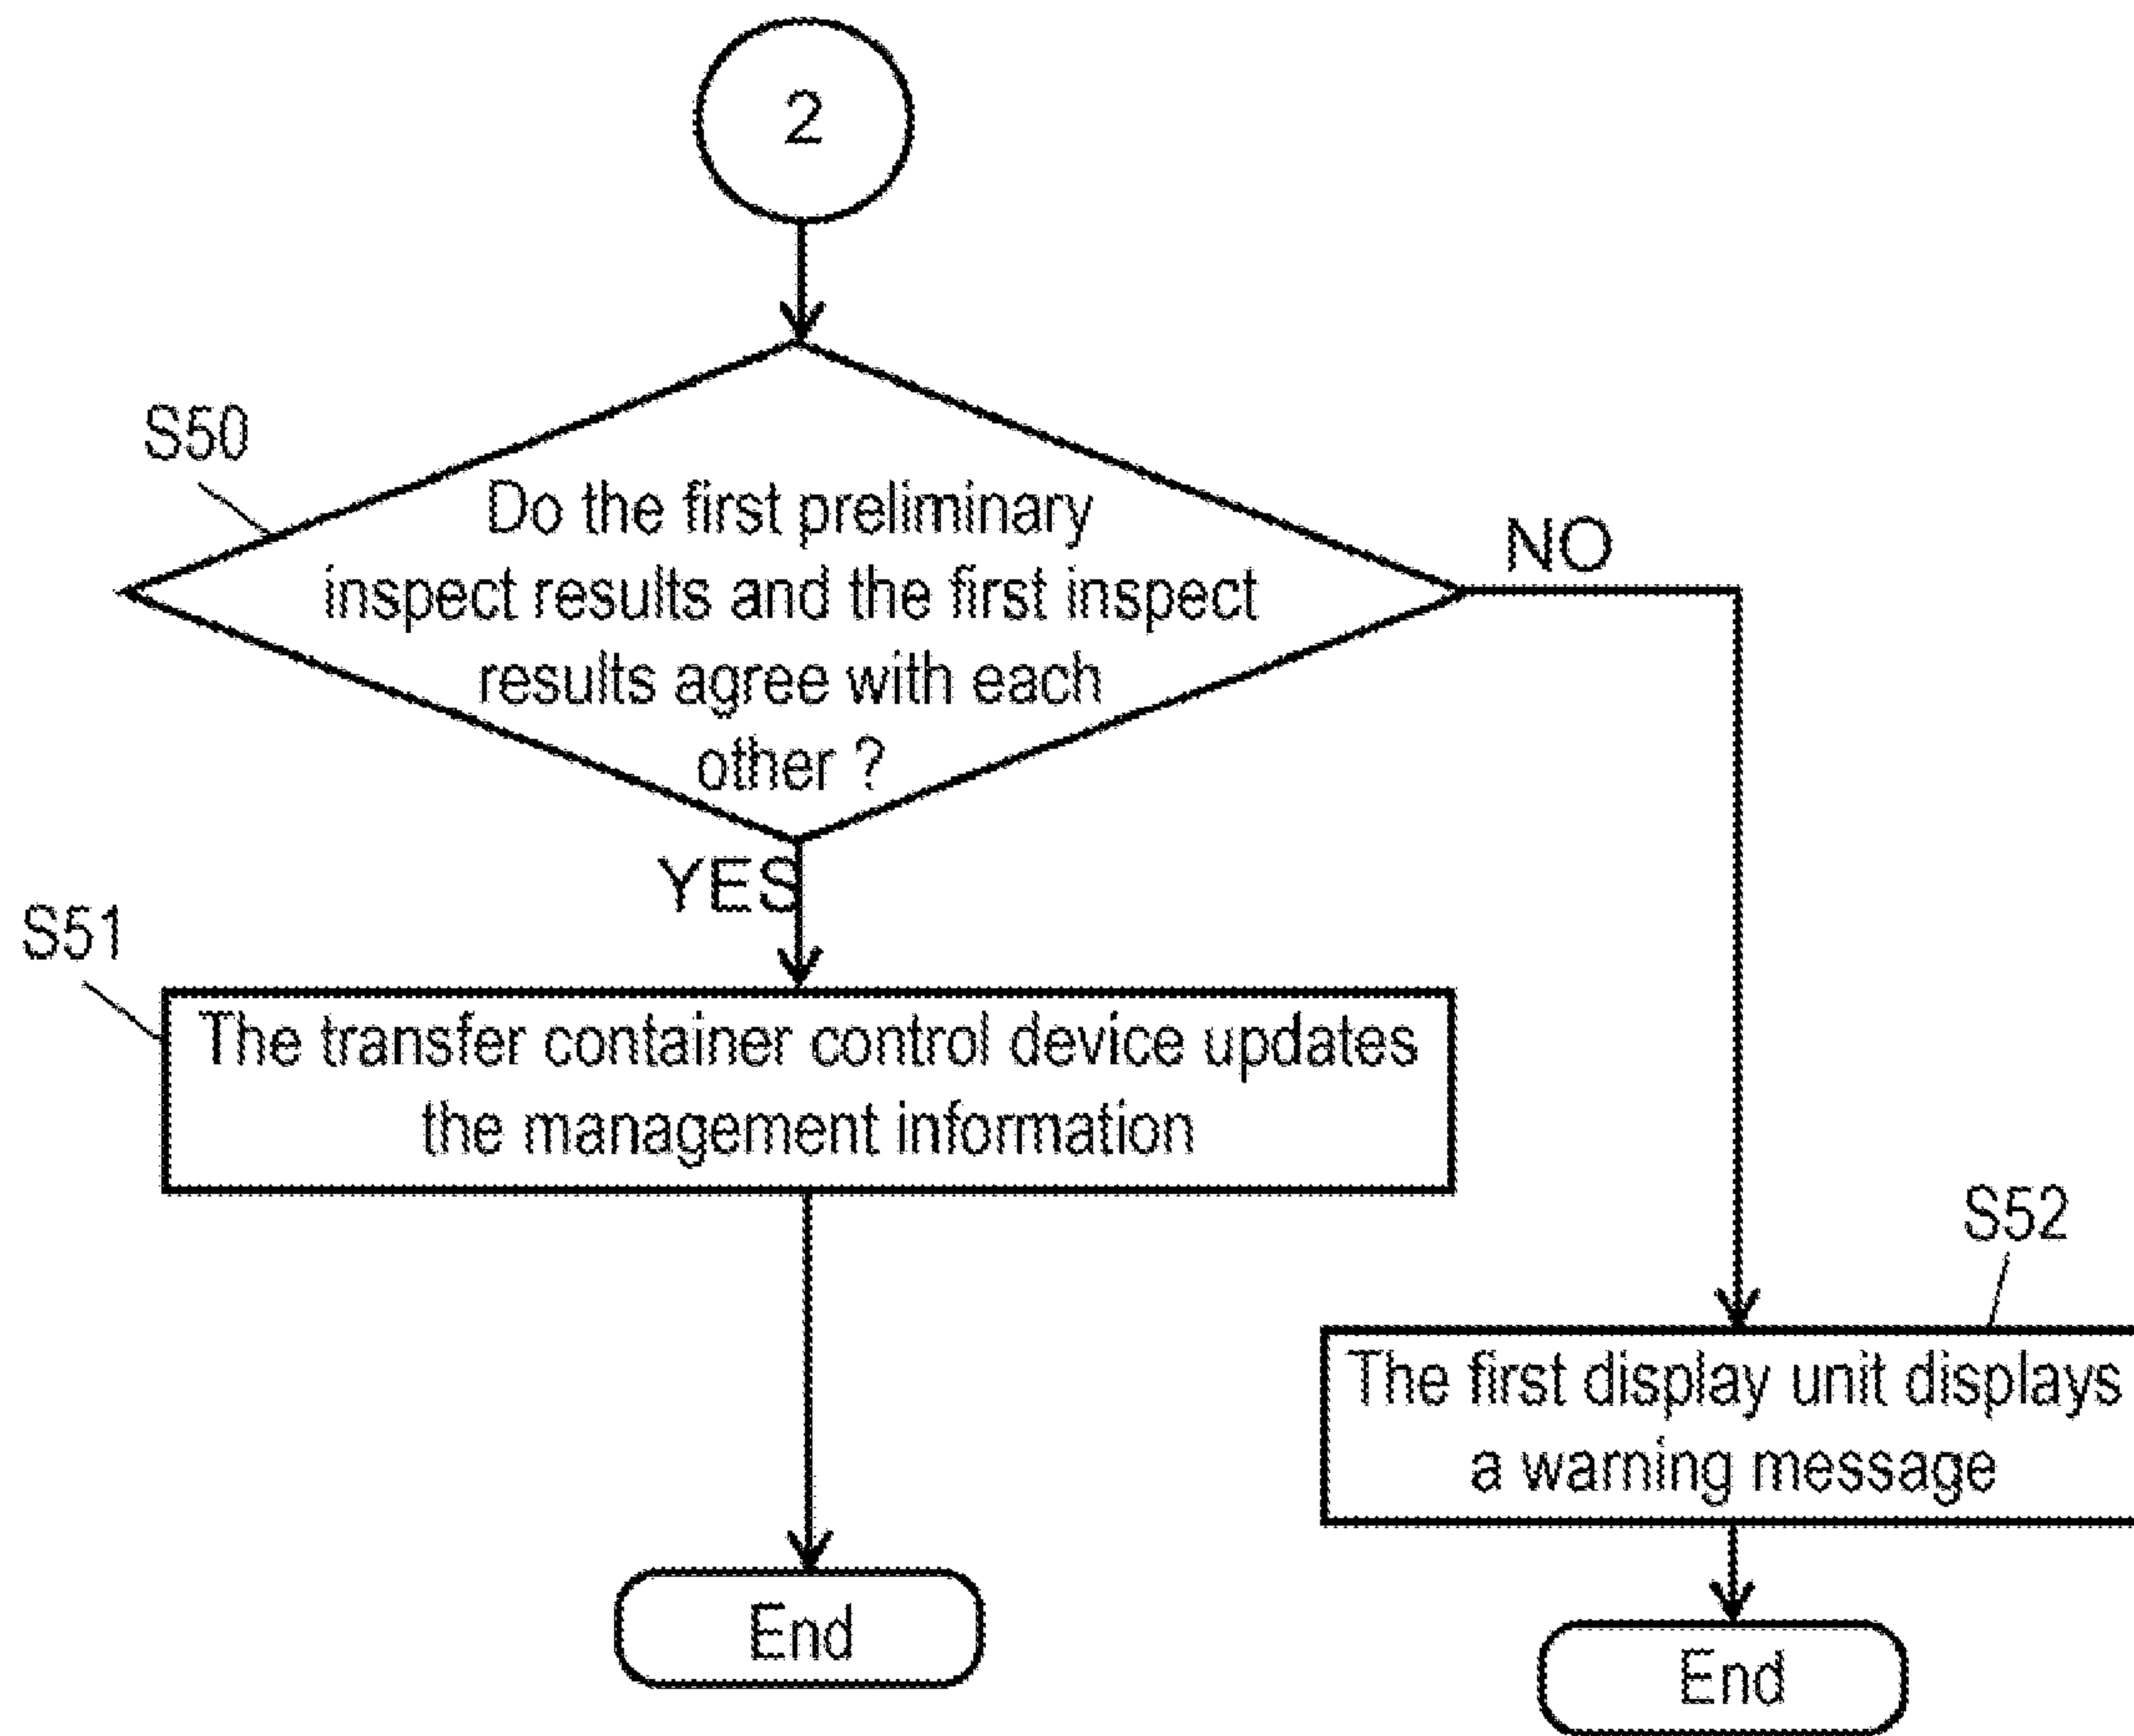 2
S50
Do the first preliminary
inspect results and the first inspect
results agree with each
other ?
NO
YES
S51
The transfer container control device updates
the management information
S52
The first display unit displays
a warning message
End
End